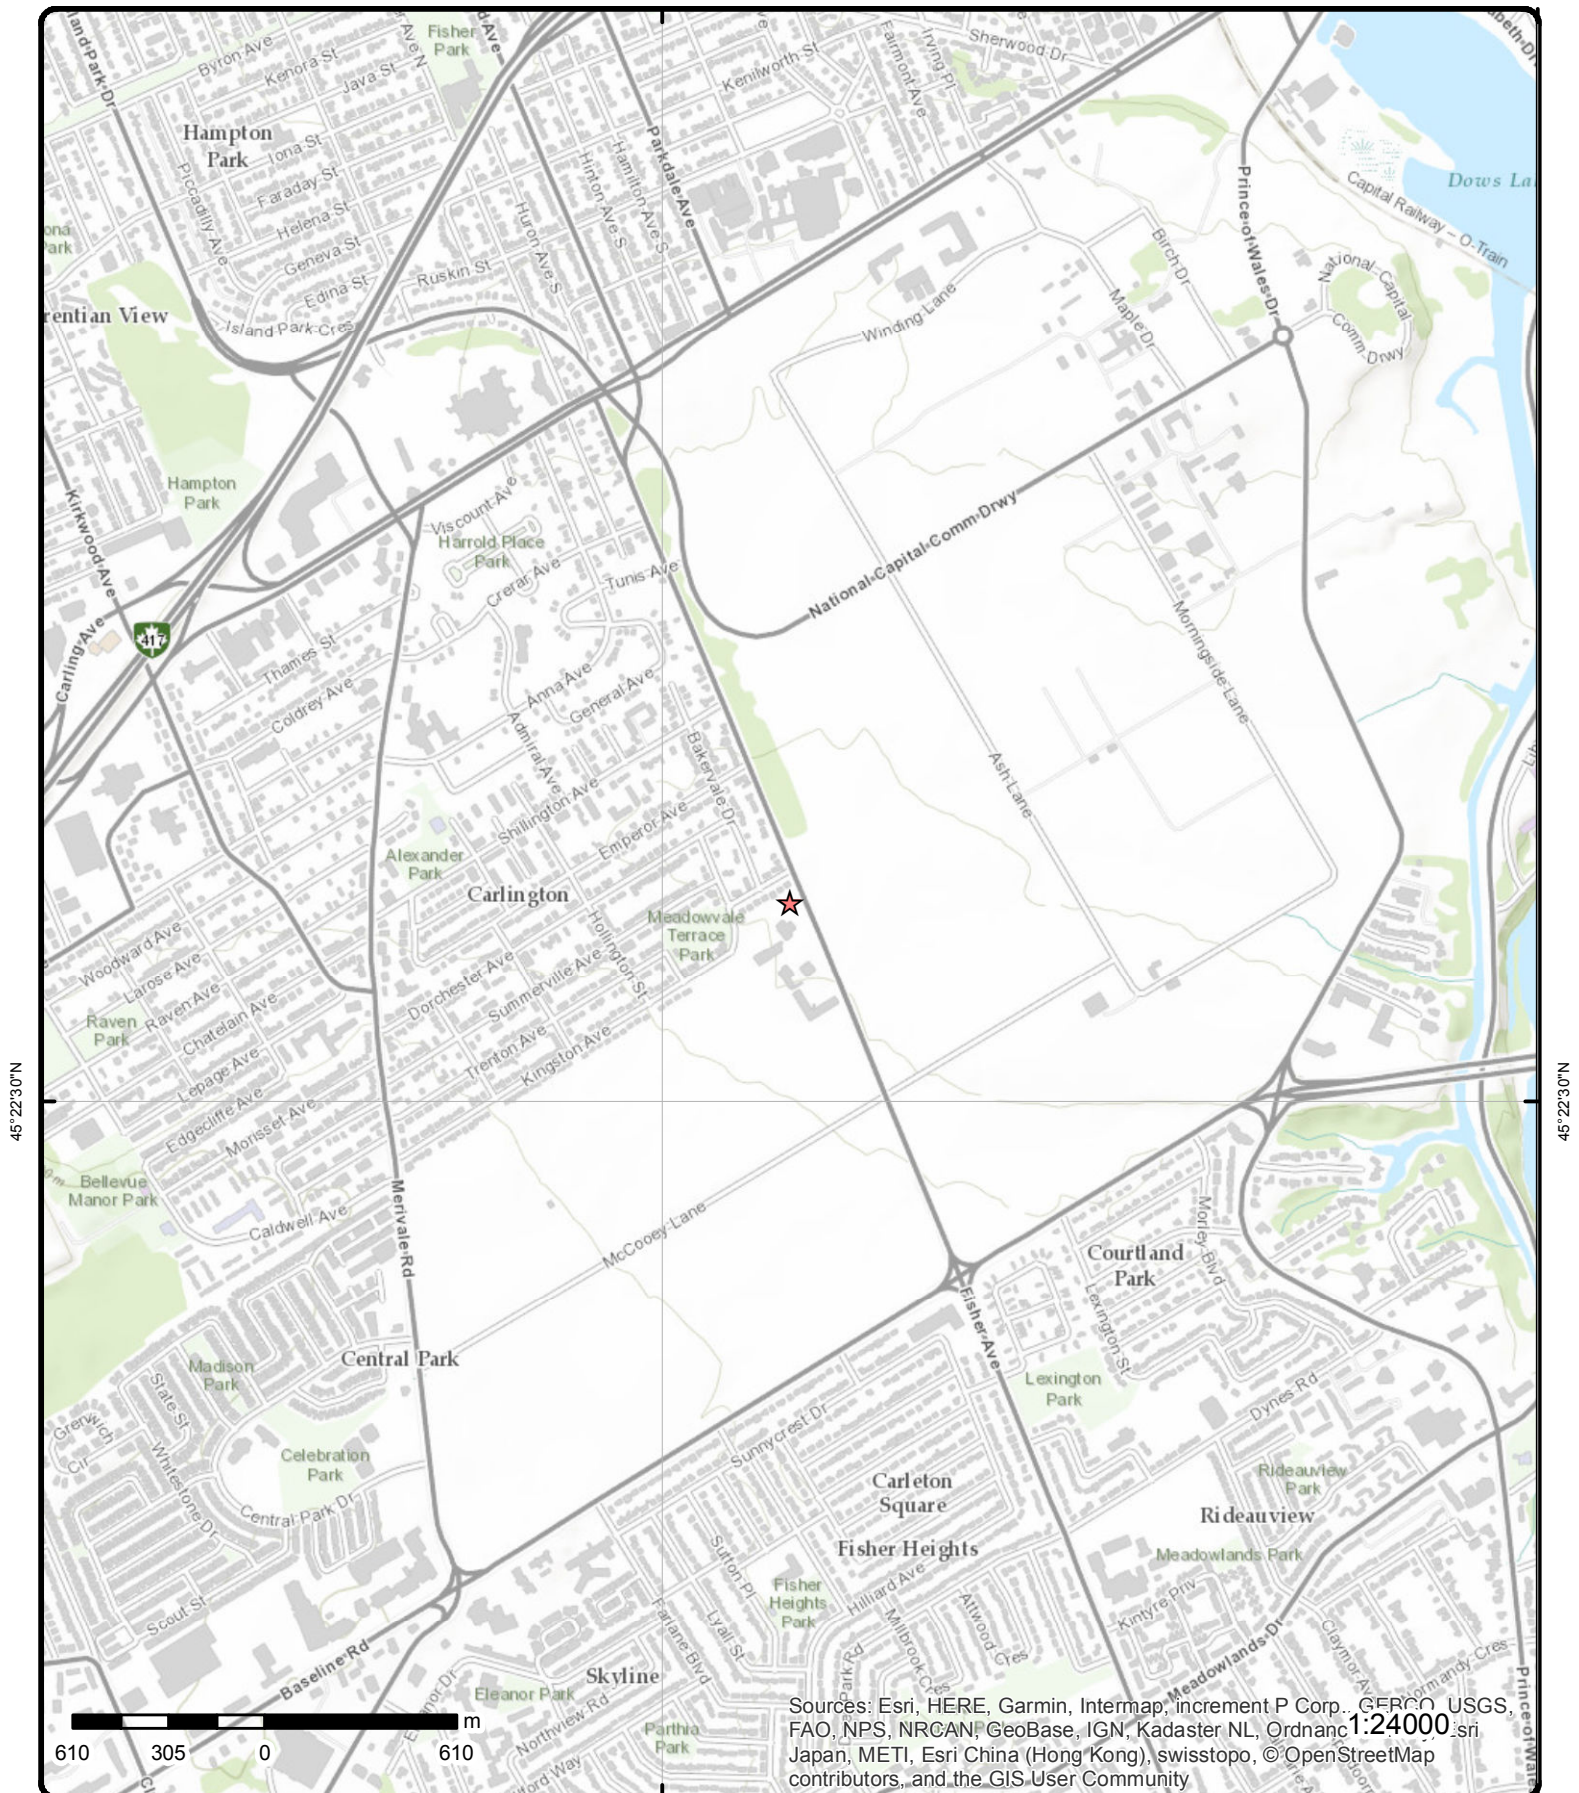 Byron Ave
Kenora St
Java St
Fisher
Park
Kenilworth St
Sherwood Dr
Fairmont Ave
Irving Pl
Hampton
Park
Iona St
Faraday St
Helena St
Geneva St
Edina St
Piccadilly Ave
Island Park Cres
Ruskin St
Huron Ave S
Hinton Ave S
Hamilton Ave S
Parkdale Ave
Prince of Wales Dr
Capital Railway – O-Train
National Capital
Comm Drwy
Birch Dr
Maple Dr
Winding Lane
Hampton
Park
Kirkwood Ave
Carling Ave
417
Viscount Ave
Harrold Place
Park
Crerar Ave
Tunis Ave
National Capital Comm Drwy
Morningside Lane
Ash Lane
Thames St
Coldrey Ave
Anna Ave
General Ave
Admiral Ave
Bakervale Dr
Shillington Ave
Emperor Ave
Alexander
Park
Carlington
Meadowvale
Terrace
Park
Hollington St
Woodward Ave
Larose Ave
Raven Ave
Chatelain Ave
Raven
Park
Lepage Ave
Edgecliffe Ave
Morisset Ave
Dorchester Ave
Summerville Ave
Trenton Ave
Kingston Ave
45°22'30"N
45°22'30"N
Bellevue
Manor Park
Caldwell Ave
Merivale Rd
McCooey Lane
Courtland
Park
Morley Blvd
Lexington St
Fisher Ave
Central Park
Madison
Park
State St
Grenwich
Cir
Whitestone Dr
Celebration
Park
Central Park Dr
Scout St
Lexington
Park
Dynes Rd
Sunnycrest Dr
Carleton
Square
Fisher Heights
Rideauview
Park
Rideauview
Meadowlands Park
Kintyre Priv
Meadowlands Dr
Fisher
Heights
Park
Hilliard Ave
Sutton Pl
Lyall St
Farlane Blvd
Millbrook Cres
Attwood
Cres
Park Rd
Skyline
Eleanor Park
Northview Rd
Parthia
Park
Baseline Rd
610 305 0 610
m
Sources: Esri, HERE, Garmin, Intermap, increment P Corp., GEBCO, USGS,
FAO, NPS, NRCAN, GeoBase, IGN, Kadaster NL, Ordnanc
1:24000
Japan, METI, Esri China (Hong Kong), swisstopo, © OpenStreetMap
contributors, and the GIS User Community